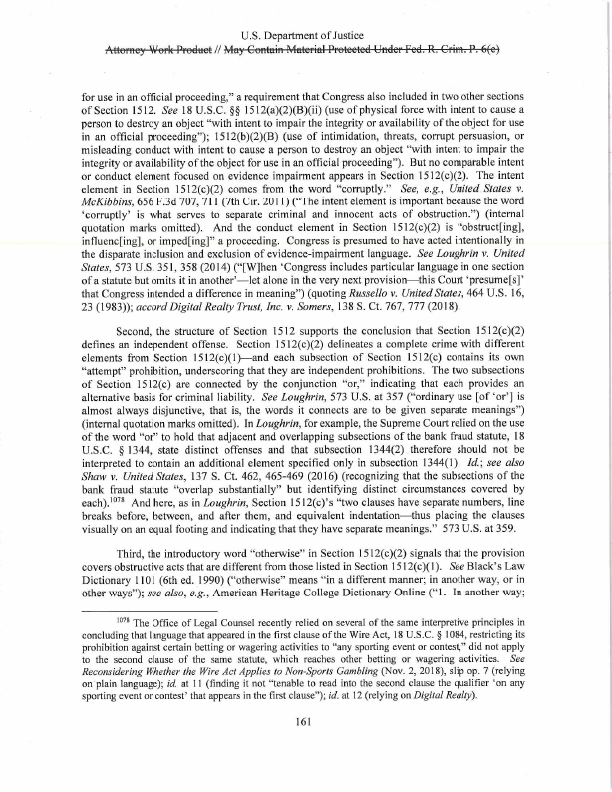 U.S. Department of Justice
Attorney Work Product // May Contain Material Protected Under Fed. R. Crim. P. 6(e)
for use in an official proceeding," a requirement that Congress also included in two other sections
of Section 1512. See 18 U.S.C. §§ 1512(a)(2)(B)(ii) (use of physical force with intent to cause a
person to destroy an object "with intent to impair the integrity or availability of the object for use
in an official proceeding"); 1512(b)(2)(B) (use of intimidation, threats, corrupt persuasion, or
misleading conduct with intent to cause a person to destroy an object "with intent to impair the
integrity or availability of the object for use in an official proceeding"). But no comparable intent
or conduct element focused on evidence impairment appears in Section 1512(c)(2). The intent
element in Section 1512(c)(2) comes from the word "corruptly." See, e.g., United States v.
McKibbins, 656 F.3d 707, 711 (7th Cir. 2011) ("The intent element is important because the word
'corruptly' is what serves to separate criminal and innocent acts of obstruction.") (internal
quotation marks omitted). And the conduct element in Section 1512(c)(2) is "obstruct[ing],
influenc[ing], or imped[ing]" a proceeding. Congress is presumed to have acted intentionally in
the disparate inclusion and exclusion of evidence-impairment language. See Loughrin v. United
States, 573 U.S. 351, 358 (2014) ("[W]hen 'Congress includes particular language in one section
of a statute but omits it in another'—let alone in the very next provision—this Court 'presume[s]'
that Congress intended a difference in meaning") (quoting Russello v. United States, 464 U.S. 16,
23 (1983)); accord Digital Realty Trust, Inc. v. Somers, 138 S. Ct. 767, 777 (2018).
Second, the structure of Section 1512 supports the conclusion that Section 1512(c)(2)
defines an independent offense. Section 1512(c)(2) delineates a complete crime with different
elements from Section 1512(c)(1)—and each subsection of Section 1512(c) contains its own
"attempt" prohibition, underscoring that they are independent prohibitions. The two subsections
of Section 1512(c) are connected by the conjunction "or," indicating that each provides an
alternative basis for criminal liability. See Loughrin, 573 U.S. at 357 ("ordinary use [of 'or'] is
almost always disjunctive, that is, the words it connects are to be given separate meanings")
(internal quotation marks omitted). In Loughrin, for example, the Supreme Court relied on the use
of the word "or" to hold that adjacent and overlapping subsections of the bank fraud statute, 18
U.S.C. § 1344, state distinct offenses and that subsection 1344(2) therefore should not be
interpreted to contain an additional element specified only in subsection 1344(1). Id.; see also
Shaw v. United States, 137 S. Ct. 462, 465-469 (2016) (recognizing that the subsections of the
bank fraud statute "overlap substantially" but identifying distinct circumstances covered by
each).1078 And here, as in Loughrin, Section 1512(c)'s "two clauses have separate numbers, line
breaks before, between, and after them, and equivalent indentation—thus placing the clauses
visually on an equal footing and indicating that they have separate meanings." 573 U.S. at 359.
Third, the introductory word "otherwise" in Section 1512(c)(2) signals that the provision
covers obstructive acts that are different from those listed in Section 1512(c)(1). See Black's Law
Dictionary 1101 (6th ed. 1990) ("otherwise" means "in a different manner; in another way, or in
other ways"); see also, e.g., American Heritage College Dictionary Online ("1. In another way;
1078 The Office of Legal Counsel recently relied on several of the same interpretive principles in
concluding that language that appeared in the first clause of the Wire Act, 18 U.S.C. § 1084, restricting its
prohibition against certain betting or wagering activities to "any sporting event or contest," did not apply
to the second clause of the same statute, which reaches other betting or wagering activities. See
Reconsidering Whether the Wire Act Applies to Non-Sports Gambling (Nov. 2, 2018), slip op. 7 (relying
on plain language); id. at 11 (finding it not "tenable to read into the second clause the qualifier 'on any
sporting event or contest' that appears in the first clause"); id. at 12 (relying on Digital Realty).
161